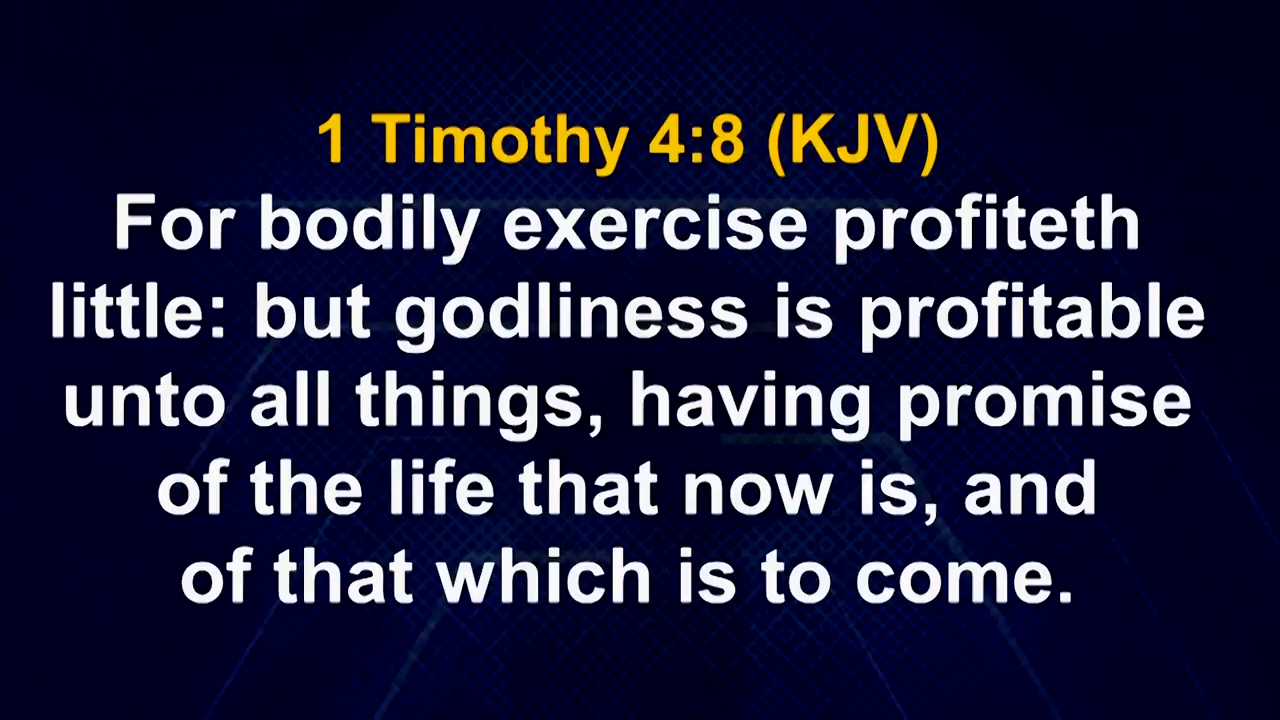 1 Timothy 4:8 (KJV)
For bodily exercise profiteth
little: but godliness is profitable
unto all things, having promise
of the life that now is, and
of that which is to come.